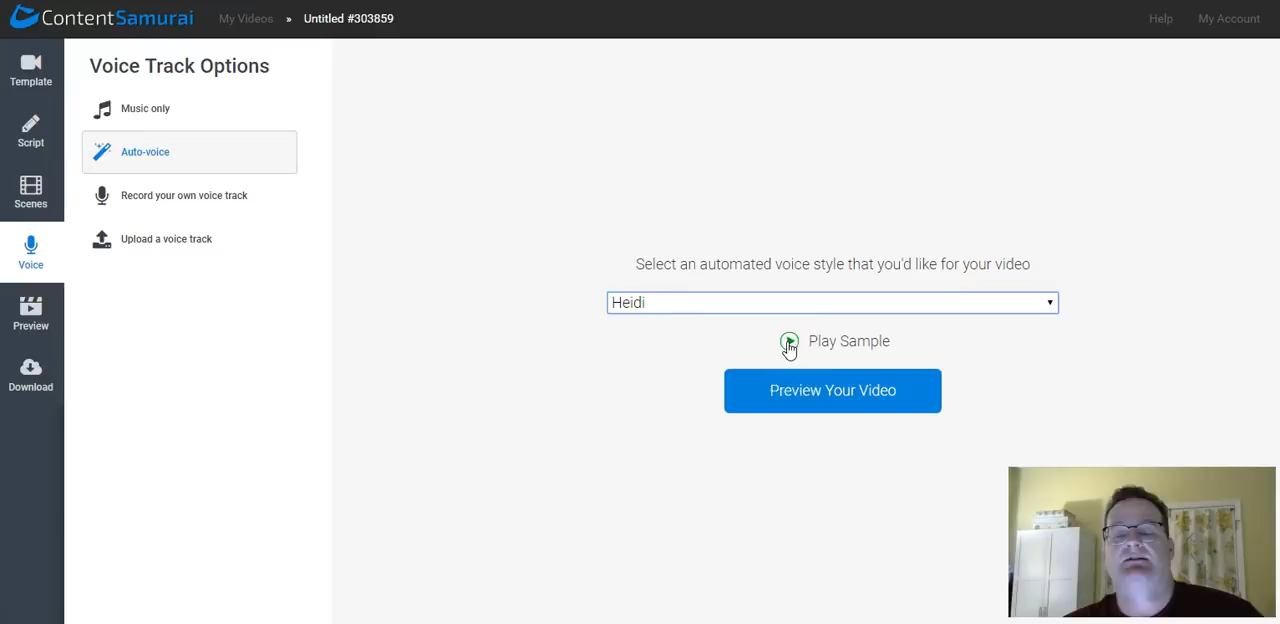 ContentSamurai My Videos » Untitled #303859 Help My Account
Template
Script
Scenes
Voice
Preview
Download
Voice Track Options
Music only
Auto-voice
Record your own voice track
Upload a voice track
Select an automated voice style that you'd like for your video
Heidi
Play Sample
Preview Your Video